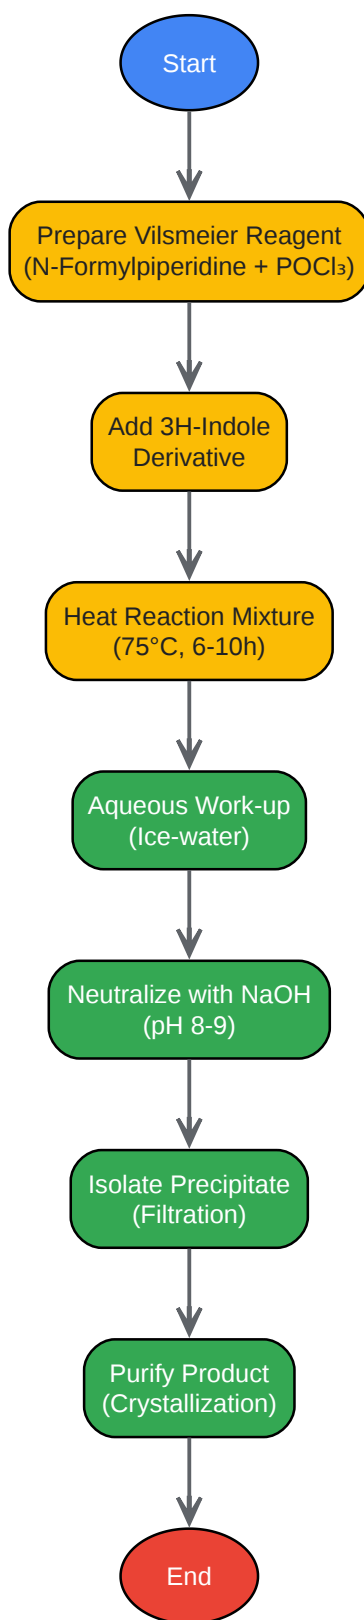 Start
Prepare Vilsmeier Reagent
(N-Formylpiperidine + POCl₃)
Add 3H-Indole
Derivative
Heat Reaction Mixture
(75°C, 6-10h)
Aqueous Work-up
(Ice-water)
Neutralize with NaOH
(pH 8-9)
Isolate Precipitate
(Filtration)
Purify Product
(Crystallization)
End